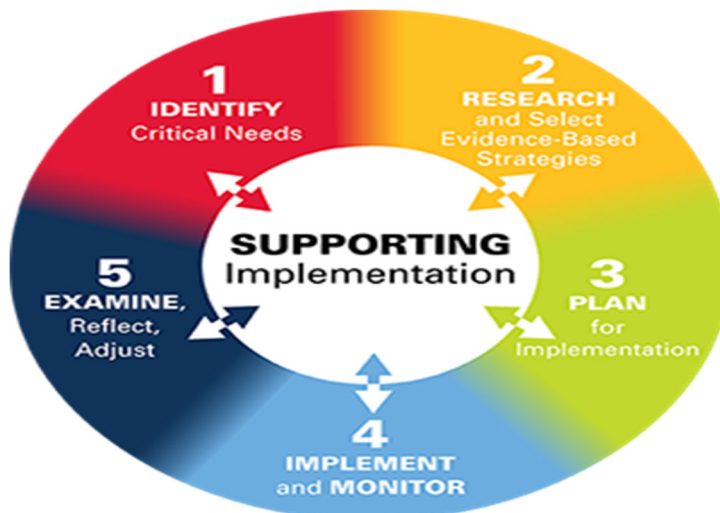 1
IDENTIFY
Critical Needs
2
RESEARCH
and Select
Evidence-Based
Strategies
3
PLAN
for
Implementation
4
IMPLEMENT
and MONITOR
5
EXAMINE,
Reflect,
Adjust
SUPPORTING
Implementation